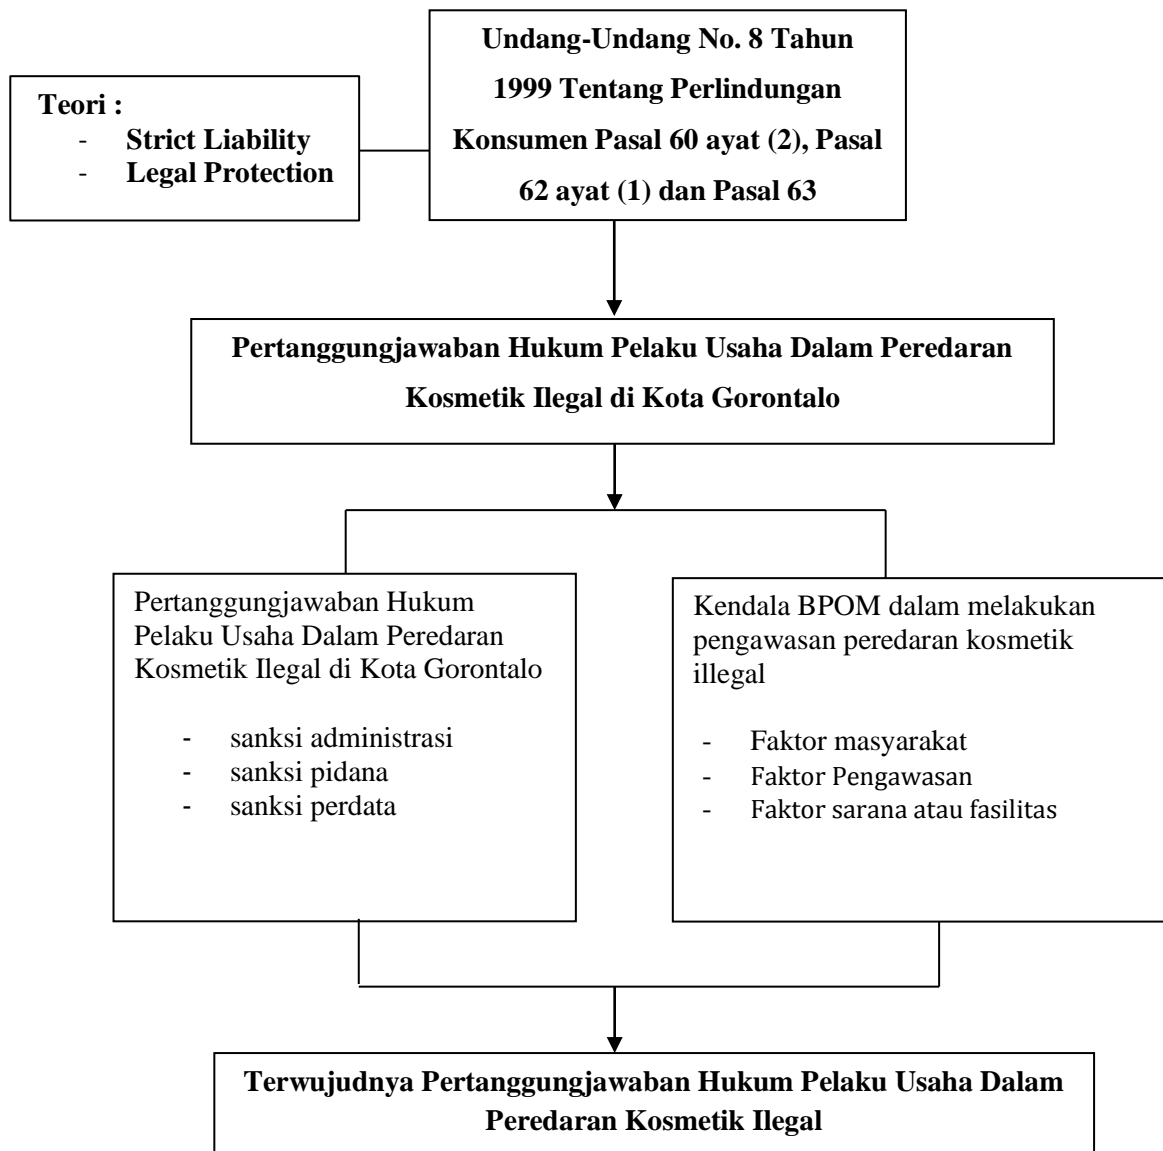 Undang-Undang No. 8 Tahun
1999 Tentang Perlindungan
Konsumen Pasal 60 ayat (2), Pasal
62 ayat (1) dan Pasal 63
Teori :
- Strict Liability
- Legal Protection
Pertanggungjawaban Hukum Pelaku Usaha Dalam Peredaran
Kosmetik Ilegal di Kota Gorontalo
Pertanggungjawaban Hukum
Pelaku Usaha Dalam Peredaran
Kosmetik Ilegal di Kota Gorontalo
- sanksi administrasi
- sanksi pidana
- sanksi perdata
Kendala BPOM dalam melakukan
pengawasan peredaran kosmetik
illegal
- Faktor masyarakat
- Faktor Pengawasan
- Faktor sarana atau fasilitas
Terwujudnya Pertanggungjawaban Hukum Pelaku Usaha Dalam
Peredaran Kosmetik Ilegal